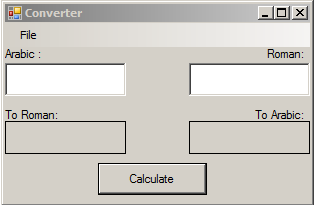 Converter
File
Arabic : Roman:
To Roman: To Arabic:
Calculate